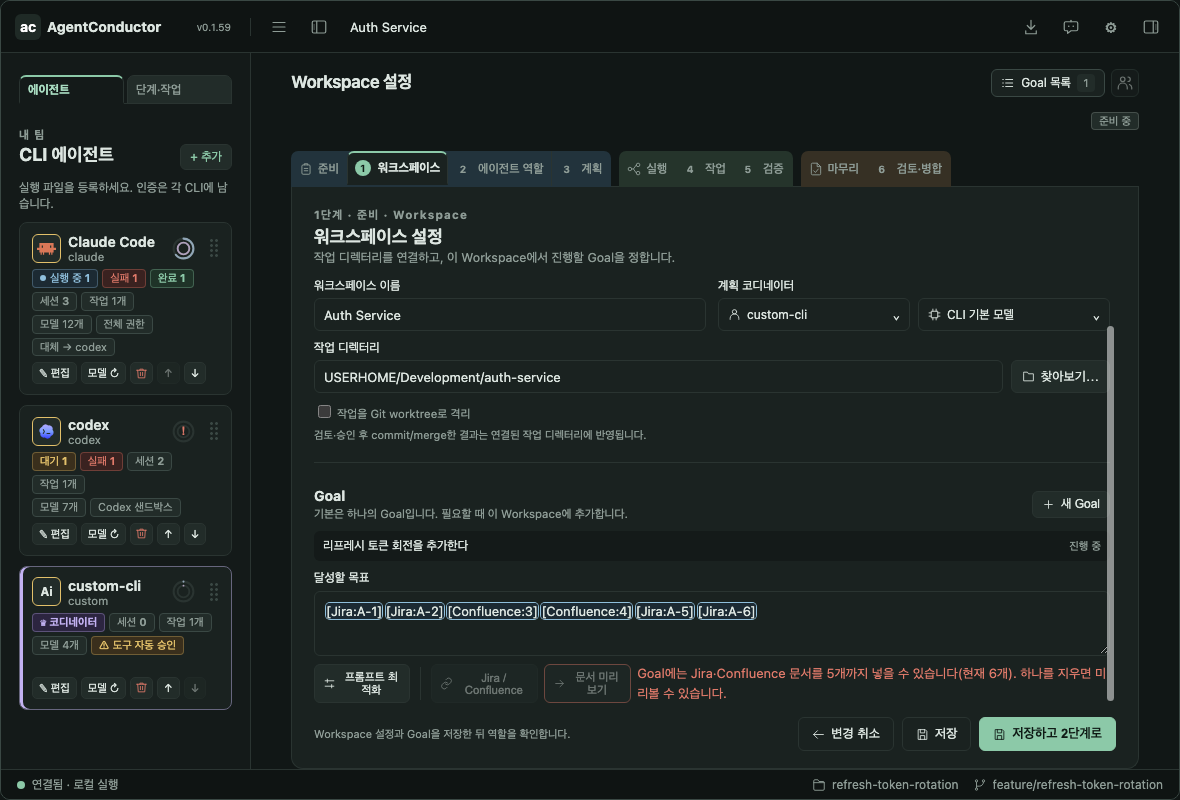 ac AgentConductor v0.1.59 Auth Service
에이전트 단계·작업
내 팀
CLI 에이전트
+ 추가
실행 파일을 등록하세요. 인증은 각 CLI에 남
습니다.
Claude Code
claude
실행 중 1 실패 1 완료 1
세션 3 작업 1개
모델 12개 전체 권한
대체 → codex
편집 모델
codex
codex
대기 1 실패 1 세션 2
작업 1개
모델 7개 Codex 샌드박스
편집 모델
Ai custom-cli
custom
코디네이터 세션 0 작업 1개
모델 4개 도구 자동 승인
편집 모델
Workspace 설정
Goal 목록 1
준비 중
준비 1 워크스페이스 2 에이전트 역할 3 계획 실행 4 작업 5 검증 마무리 6 검토·병합
1단계 · 준비 · Workspace
워크스페이스 설정
작업 디렉터리를 연결하고, 이 Workspace에서 진행할 Goal을 정합니다.
워크스페이스 이름 계획 코디네이터
Auth Service custom-cli CLI 기본 모델
작업 디렉터리
USERHOME/Development/auth-service 찾아보기...
작업을 Git worktree로 격리
검토·승인 후 commit/merge한 결과는 연결된 작업 디렉터리에 반영됩니다.
Goal
기본은 하나의 Goal입니다. 필요할 때 이 Workspace에 추가합니다.
+ 새 Goal
리프레시 토큰 회전을 추가한다 진행 중
달성할 목표
[Jira:A-1] [Jira:A-2] [Confluence:3] [Confluence:4] [Jira:A-5] [Jira:A-6]
프롬프트 최
적화
Jira /
Confluence
문서 미리
보기
Goal에는 Jira·Confluence 문서를 5개까지 넣을 수 있습니다(현재 6개). 하나를 지우면 미
리볼 수 있습니다.
Workspace 설정과 Goal을 저장한 뒤 역할을 확인합니다.
← 변경 취소 저장 저장하고 2단계로
연결됨 · 로컬 실행 refresh-token-rotation feature/refresh-token-rotation